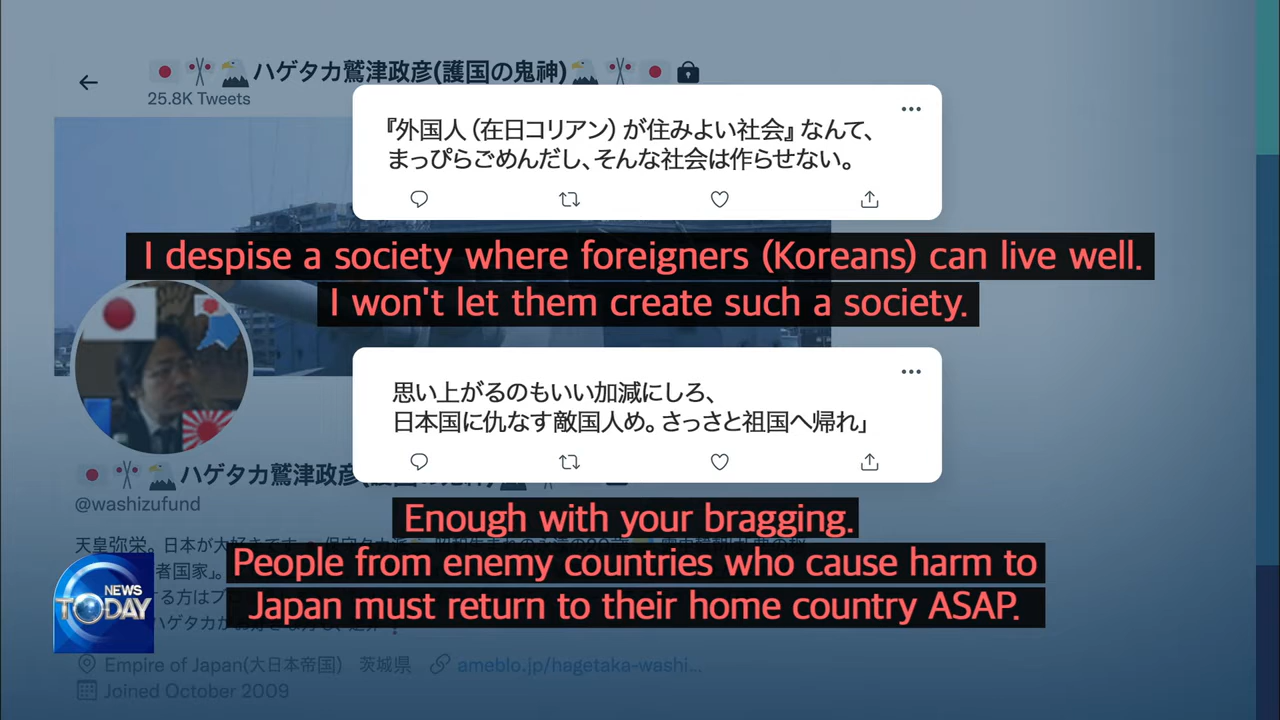 ハゲタカ鷲津政彦(護国の鬼神)
25.8K Tweets
『外国人(在日コリアン)が住みよい社会』なんて、
まっぴらごめんだし、そんな社会は作らせない。
I despise a society where foreigners (Koreans) can live well.
I won't let them create such a society.
思い上がるのもいい加減にしろ、
日本国に仇なす敵国人め。さっさと祖国へ帰れ」
ハゲタカ鷲津政彦
@washizufund
Enough with your bragging.
天皇弥栄。日本が大好きです
People from enemy countries who cause harm to
者国家」。
Japan must return to their home country ASAP.
NEWS
TODAY
Empire of Japan(大日本帝国) 茨城県 ameblo.jp/hagetaka-washi...
Joined October 2009